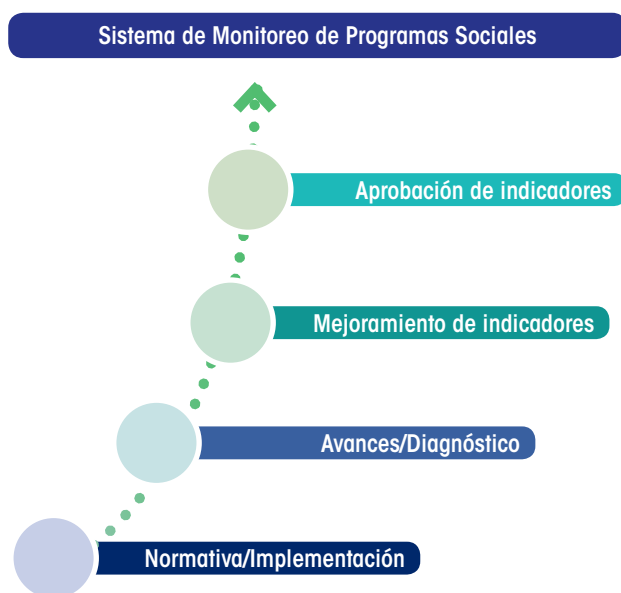 Sistema de Monitoreo de Programas Sociales
Aprobación de indicadores
Mejoramiento de indicadores
Avances/Diagnóstico
Normativa/Implementación